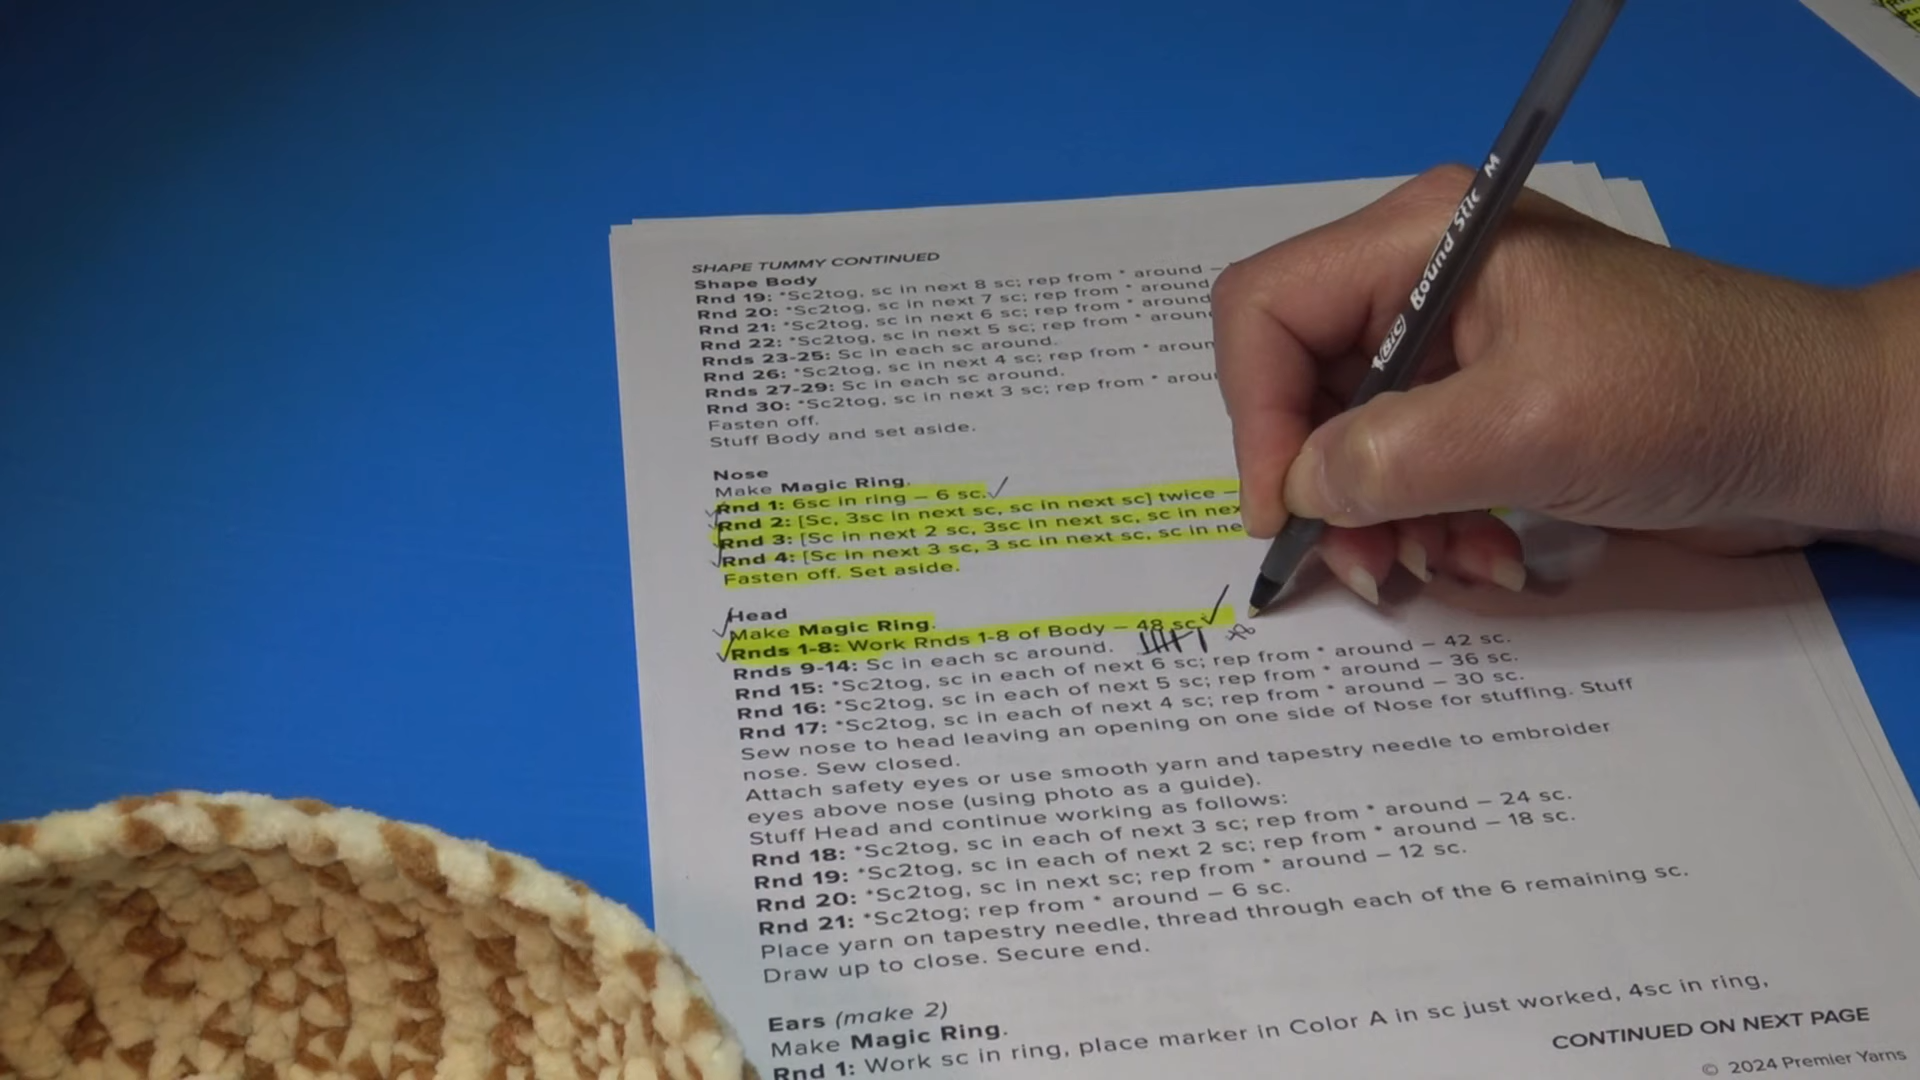 SHAPE TUMMY CONTINUED
Shape Body
Rnd 19: *Sc2tog, sc in next 8 sc; rep from * around –
Rnd 20: *Sc2tog, sc in next 7 sc; rep from * around
Rnd 21: *Sc2tog, sc in next 6 sc; rep from * around
Rnd 22: *Sc2tog, sc in next 5 sc; rep from * around
Rnds 23-25: Sc in each sc around.
Rnd 26: *Sc2tog, sc in next 4 sc; rep from * aroun
Rnds 27-29: Sc in each sc around.
Rnd 30: *Sc2tog, sc in next 3 sc; rep from * arou
Fasten off.
Stuff Body and set aside.
Nose
Make Magic Ring.
Rnd 1: 6sc in ring – 6 sc.
Rnd 2: [Sc, 3sc in next sc, sc in next sc] twice –
Rnd 3: [Sc in next 2 sc, 3sc in next sc, sc in nex
Rnd 4: [Sc in next 3 sc, 3 sc in next sc, sc in ne
Fasten off. Set aside.
Head
Make Magic Ring.
Rnds 1-8: Work Rnds 1-8 of Body – 48 sc.
Rnds 9-14: Sc in each sc around.
Rnd 15: *Sc2tog, sc in each of next 6 sc; rep from * around – 42 sc.
Rnd 16: *Sc2tog, sc in each of next 5 sc; rep from * around – 36 sc.
Rnd 17: *Sc2tog, sc in each of next 4 sc; rep from * around – 30 sc.
Sew nose to head leaving an opening on one side of Nose for stuffing. Stuff
nose. Sew closed.
Attach safety eyes or use smooth yarn and tapestry needle to embroider
eyes above nose (using photo as a guide).
Stuff Head and continue working as follows:
Rnd 18: *Sc2tog, sc in each of next 3 sc; rep from * around – 24 sc.
Rnd 19: *Sc2tog, sc in each of next 2 sc; rep from * around – 18 sc.
Rnd 20: *Sc2tog, sc in next sc; rep from * around – 12 sc.
Rnd 21: *Sc2tog; rep from * around – 6 sc.
Place yarn on tapestry needle, thread through each of the 6 remaining sc.
Draw up to close. Secure end.
Ears (make 2)
Make Magic Ring.
Rnd 1: Work sc in ring, place marker in Color A in sc just worked, 4sc in ring,
CONTINUED ON NEXT PAGE
© 2024 Premier Yarns
BIC Round Stic M